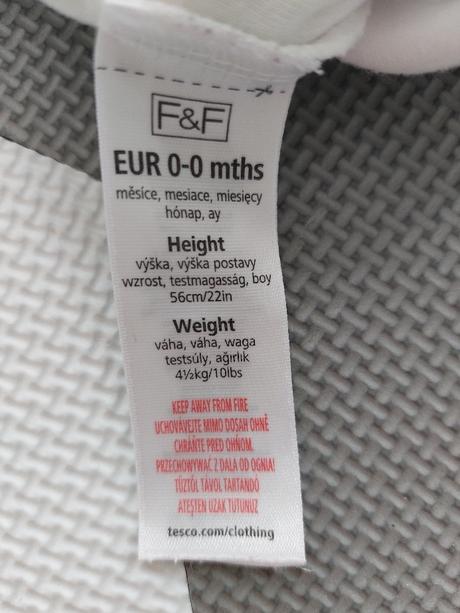 F&F
EUR 0-0 mths
měsíce, mesiace, miesięcy
hónap, ay
Height
výška, výška postavy
wzrost, testmagasság, boy
56cm/22in
Weight
váha, váha, waga
testsúly, ağırlık
4½kg/10lbs
KEEP AWAY FROM FIRE
UCHOVÁVEJTE MIMO DOSAH OHNĚ
CHRÁŇTE PRED OHŇOM.
PRZECHOWYWAĆ Z DALA OD OGNIA!
TŰZTŐL TÁVOL TARTANDÓ
ATEŞTEN UZAK TUTUNUZ
tesco.com/clothing